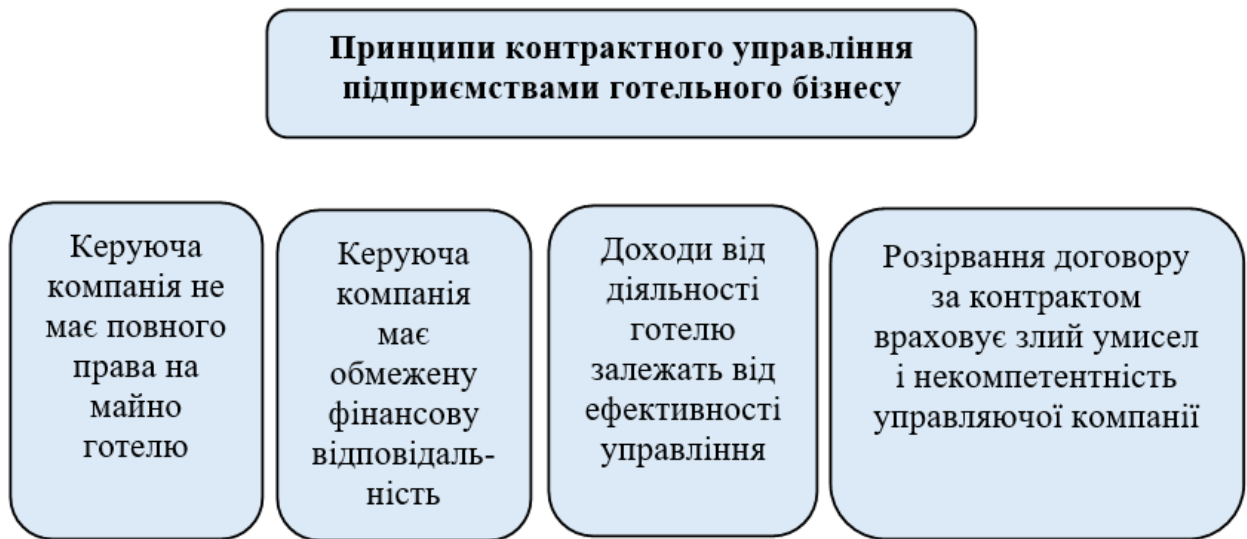 Принципи контрактного управління
підприємствами готельного бізнесу
Керуюча
компанія не
має повного
права на
майно
готелю
Керуюча
компанія
має
обмежену
фінансову
відповідаль-
ність
Доходи від
діяльності
готелю
залежать від
ефективності
управління
Розірвання договору
за контрактом
враховує злий умисел
і некомпетентність
управляючої компанії